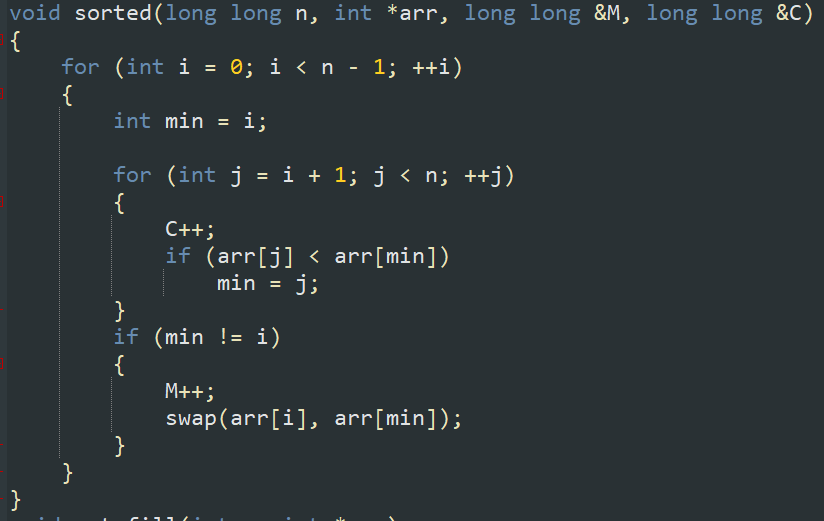 void sorted(long long n, int *arr, long long &M, long long &C)
{
    for (int i = 0; i < n - 1; ++i)
    {
        int min = i;

        for (int j = i + 1; j < n; ++j)
        {
            C++;
            if (arr[j] < arr[min])
                min = j;
        }
        if (min != i)
        {
            M++;
            swap(arr[i], arr[min]);
        }
    }
}